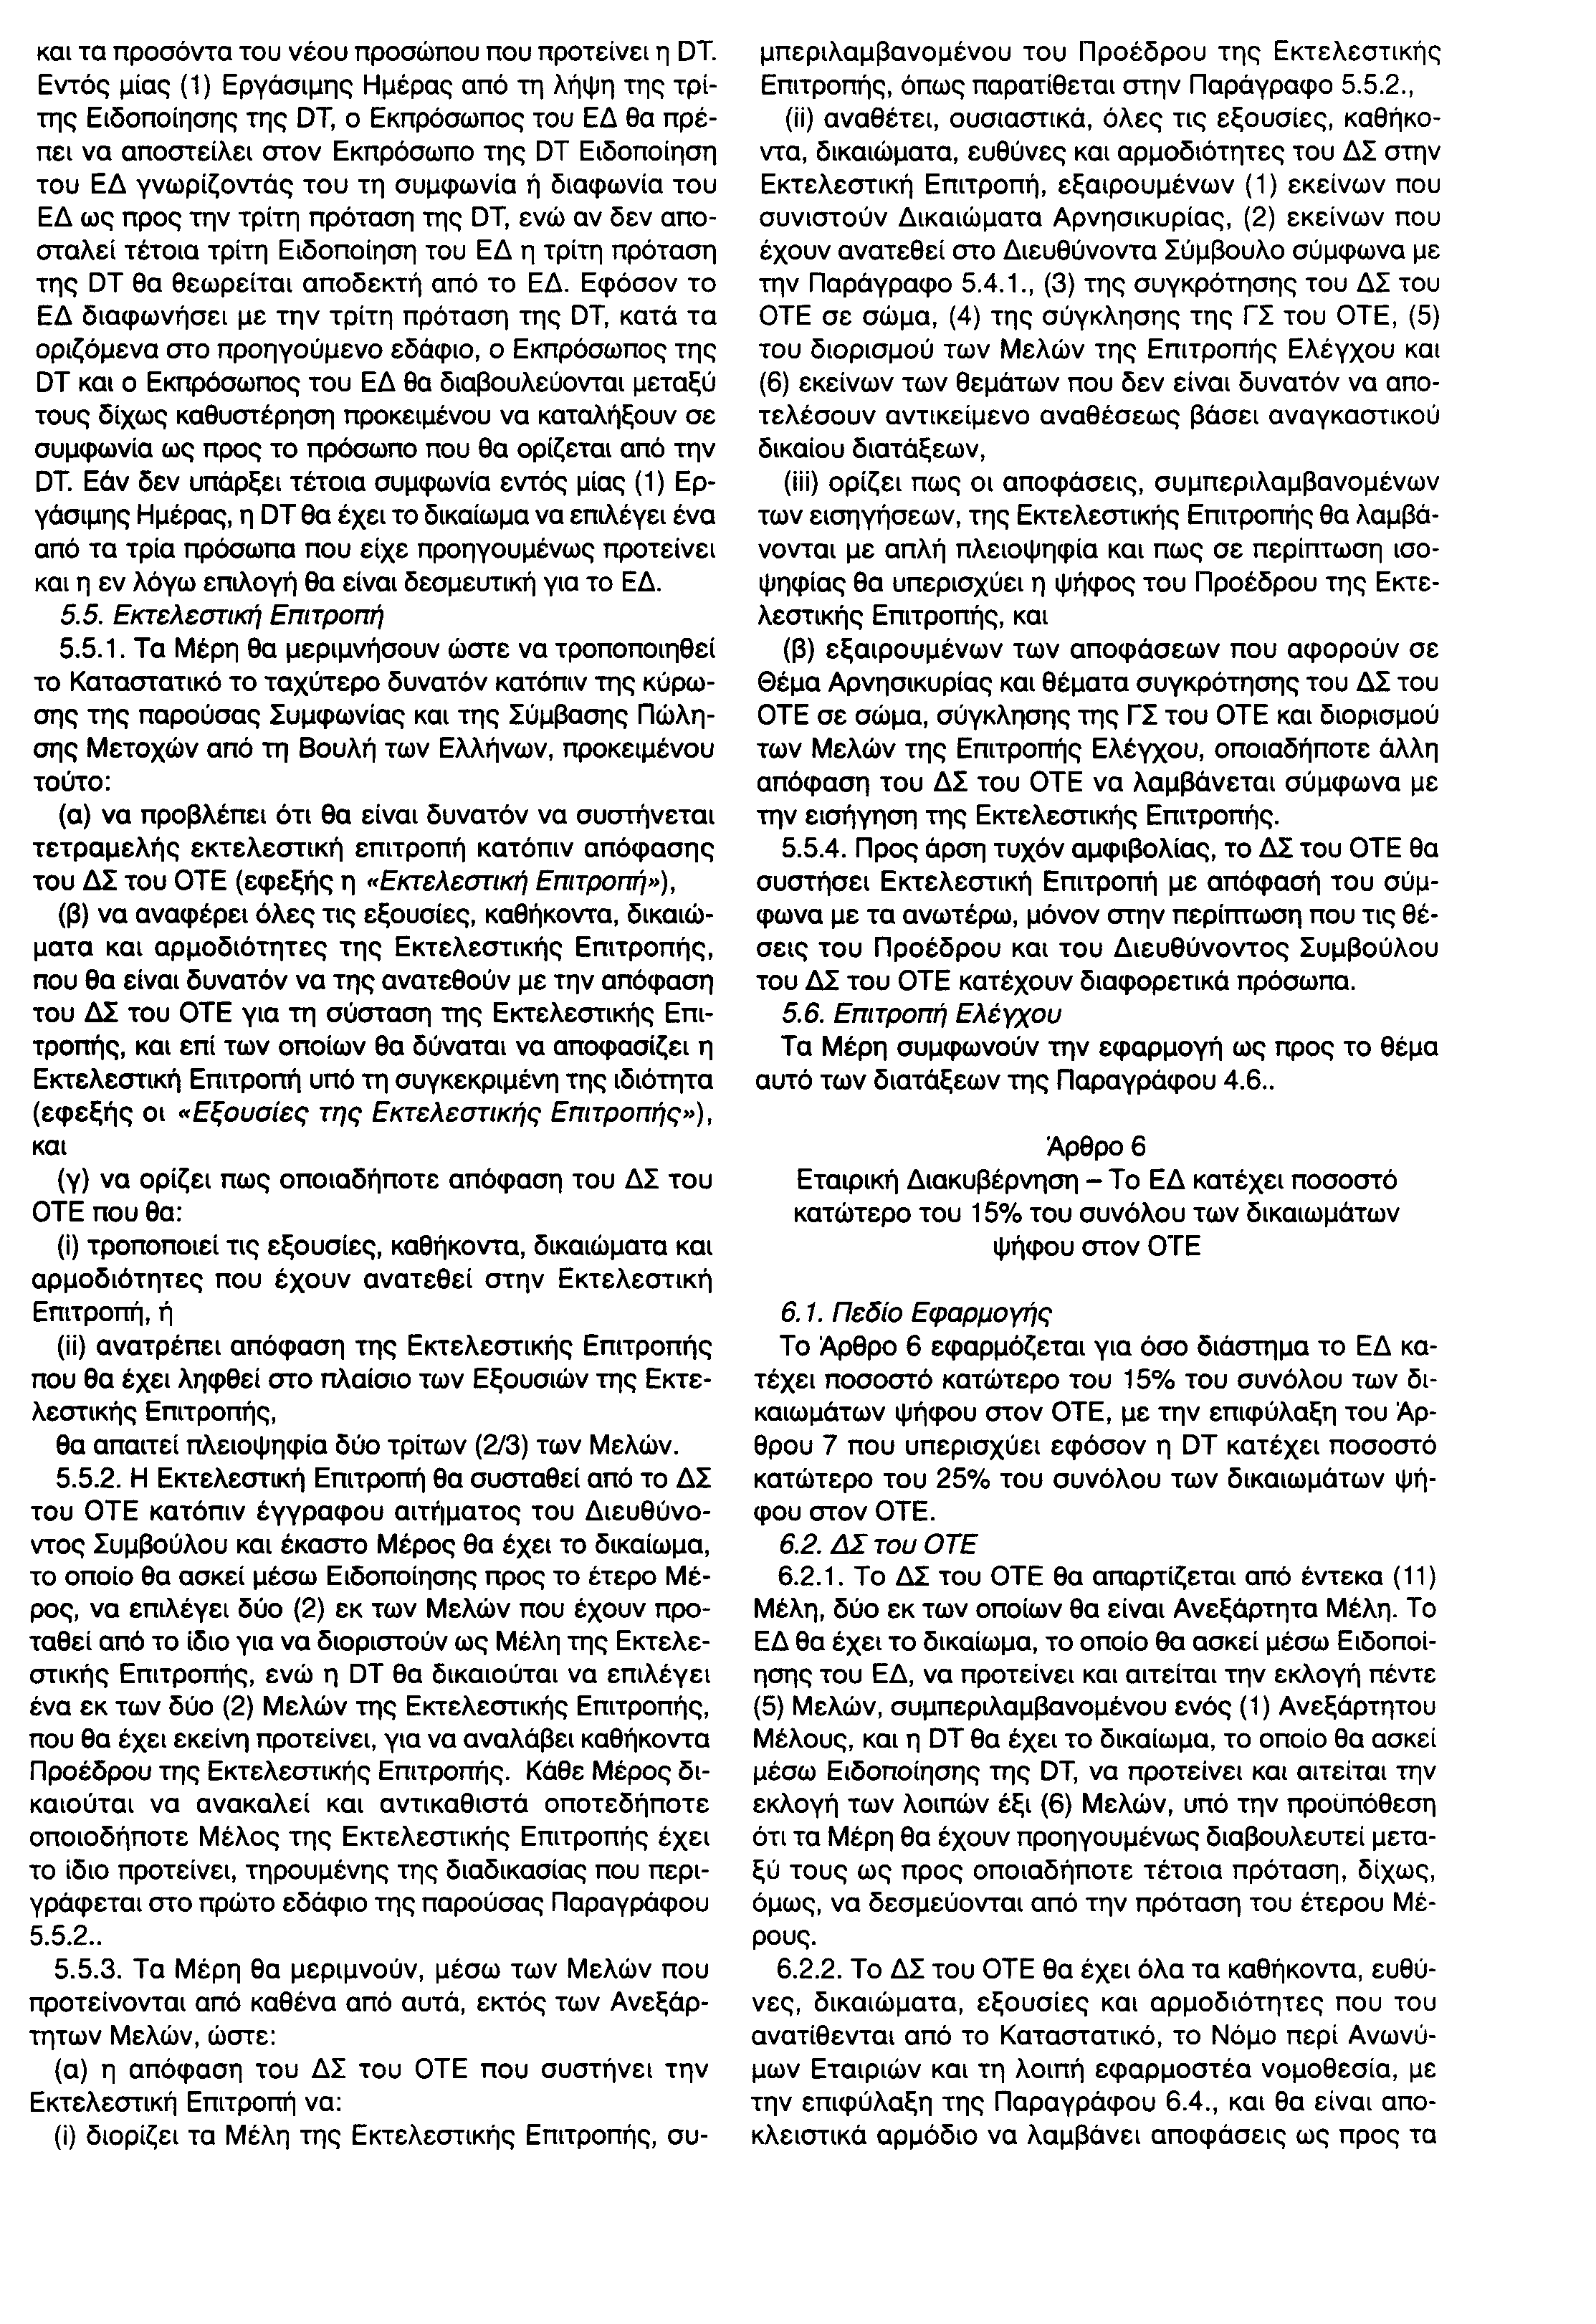 και τα προσόντα του νέου προσώπου που προτείνει η DT.
Εντός μίας (1) Εργάσιμης Ημέρας από τη λήψη της τρί-
της Ειδοποίησης της DT, ο Εκπρόσωπος του ΕΔ θα πρέ-
πει να αποστείλει στον Εκπρόσωπο της DT Ειδοποίηση
του ΕΔ γνωρίζοντάς του τη συμφωνία ή διαφωνία του
ΕΔ ως προς την τρίτη πρόταση της DT, ενώ αν δεν απο-
σταλεί τέτοια τρίτη Ειδοποίηση του ΕΔ η τρίτη πρόταση
της DT θα θεωρείται αποδεκτή από το ΕΔ. Εφόσον το
ΕΔ διαφωνήσει με την τρίτη πρόταση της DT, κατά τα
οριζόμενα στο προηγούμενο εδάφιο, ο Εκπρόσωπος της
DT και ο Εκπρόσωπος του ΕΔ θα διαβουλεύονται μεταξύ
τους δίχως καθυστέρηση προκειμένου να καταλήξουν σε
συμφωνία ως προς το πρόσωπο που θα ορίζεται από την
DT. Εάν δεν υπάρξει τέτοια συμφωνία εντός μίας (1) Ερ-
γάσιμης Ημέρας, η DT θα έχει το δικαίωμα να επιλέγει ένα
από τα τρία πρόσωπα που είχε προηγουμένως προτείνει
και η εν λόγω επιλογή θα είναι δεσμευτική για το ΕΔ.
5.5. Εκτελεστική Επιτροπή
5.5.1. Τα Μέρη θα μεριμνήσουν ώστε να τροποποιηθεί
το Καταστατικό το ταχύτερο δυνατόν κατόπιν της κύρω-
σης της παρούσας Συμφωνίας και της Σύμβασης Πώλη-
σης Μετοχών από τη Βουλή των Ελλήνων, προκειμένου
τούτο:
(α) να προβλέπει ότι θα είναι δυνατόν να συστήνεται
τετραμελής εκτελεστική επιτροπή κατόπιν απόφασης
του ΔΣ του ΟΤΕ (εφεξής η «Εκτελεστική Επιτροπή»),
(β) να αναφέρει όλες τις εξουσίες, καθήκοντα, δικαιώ-
ματα και αρμοδιότητες της Εκτελεστικής Επιτροπής,
που θα είναι δυνατόν να της ανατεθούν με την απόφαση
του ΔΣ του ΟΤΕ για τη σύσταση της Εκτελεστικής Επι-
τροπής, και επί των οποίων θα δύναται να αποφασίζει η
Εκτελεστική Επιτροπή υπό τη συγκεκριμένη της ιδιότητα
(εφεξής οι «Εξουσίες της Εκτελεστικής Επιτροπής»),
και
(γ) να ορίζει πως οποιαδήποτε απόφαση του ΔΣ του
ΟΤΕ που θα:
(i) τροποποιεί τις εξουσίες, καθήκοντα, δικαιώματα και
αρμοδιότητες που έχουν ανατεθεί στην Εκτελεστική
Επιτροπή, ή
(ii) ανατρέπει απόφαση της Εκτελεστικής Επιτροπής
που θα έχει ληφθεί στο πλαίσιο των Εξουσιών της Εκτε-
λεστικής Επιτροπής,
θα απαιτεί πλειοψηφία δύο τρίτων (2/3) των Μελών.
5.5.2. Η Εκτελεστική Επιτροπή θα συσταθεί από το ΔΣ
του ΟΤΕ κατόπιν έγγραφου αιτήματος του Διευθύνο-
ντος Συμβούλου και έκαστο Μέρος θα έχει το δικαίωμα,
το οποίο θα ασκεί μέσω Ειδοποίησης προς το έτερο Μέ-
ρος, να επιλέγει δύο (2) εκ των Μελών που έχουν προ-
ταθεί από το ίδιο για να διοριστούν ως Μέλη της Εκτελε-
στικής Επιτροπής, ενώ η DT θα δικαιούται να επιλέγει
ένα εκ των δύο (2) Μελών της Εκτελεστικής Επιτροπής,
που θα έχει εκείνη προτείνει, για να αναλάβει καθήκοντα
Προέδρου της Εκτελεστικής Επιτροπής. Κάθε Μέρος δι-
καιούται να ανακαλεί και αντικαθιστά οποτεδήποτε
οποιοδήποτε Μέλος της Εκτελεστικής Επιτροπής έχει
το ίδιο προτείνει, τηρουμένης της διαδικασίας που περι-
γράφεται στο πρώτο εδάφιο της παρούσας Παραγράφου
5.5.2..
5.5.3. Τα Μέρη θα μεριμνούν, μέσω των Μελών που
προτείνονται από καθένα από αυτά, εκτός των Ανεξάρ-
τητων Μελών, ώστε:
(α) η απόφαση του ΔΣ του ΟΤΕ που συστήνει την
Εκτελεστική Επιτροπή να:
(i) διορίζει τα Μέλη της Εκτελεστικής Επιτροπής, συ-
μπεριλαμβανομένου του Προέδρου της Εκτελεστικής
Επιτροπής, όπως παρατίθεται στην Παράγραφο 5.5.2.,
(ii) αναθέτει, ουσιαστικά, όλες τις εξουσίες, καθήκο-
ντα, δικαιώματα, ευθύνες και αρμοδιότητες του ΔΣ στην
Εκτελεστική Επιτροπή, εξαιρουμένων (1) εκείνων που
συνιστούν Δικαιώματα Αρνησικυρίας, (2) εκείνων που
έχουν ανατεθεί στο Διευθύνοντα Σύμβουλο σύμφωνα με
την Παράγραφο 5.4.1., (3) της συγκρότησης του ΔΣ του
ΟΤΕ σε σώμα, (4) της σύγκλησης της ΓΣ του ΟΤΕ, (5)
του διορισμού των Μελών της Επιτροπής Ελέγχου και
(6) εκείνων των θεμάτων που δεν είναι δυνατόν να απο-
τελέσουν αντικείμενο αναθέσεως βάσει αναγκαστικού
δικαίου διατάξεων,
(iii) ορίζει πως οι αποφάσεις, συμπεριλαμβανομένων
των εισηγήσεων, της Εκτελεστικής Επιτροπής θα λαμβά-
νονται με απλή πλειοψηφία και πως σε περίπτωση ισο-
ψηφίας θα υπερισχύει η ψήφος του Προέδρου της Εκτε-
λεστικής Επιτροπής, και
(β) εξαιρουμένων των αποφάσεων που αφορούν σε
Θέμα Αρνησικυρίας και θέματα συγκρότησης του ΔΣ του
ΟΤΕ σε σώμα, σύγκλησης της ΓΣ του ΟΤΕ και διορισμού
των Μελών της Επιτροπής Ελέγχου, οποιαδήποτε άλλη
απόφαση του ΔΣ του ΟΤΕ να λαμβάνεται σύμφωνα με
την εισήγηση της Εκτελεστικής Επιτροπής.
5.5.4. Προς άρση τυχόν αμφιβολίας, το ΔΣ του ΟΤΕ θα
συστήσει Εκτελεστική Επιτροπή με απόφασή του σύμ-
φωνα με τα ανωτέρω, μόνον στην περίπτωση που τις θέ-
σεις του Προέδρου και του Διευθύνοντος Συμβούλου
του ΔΣ του ΟΤΕ κατέχουν διαφορετικά πρόσωπα.
5.6. Επιτροπή Ελέγχου
Τα Μέρη συμφωνούν την εφαρμογή ως προς το θέμα
αυτό των διατάξεων της Παραγράφου 4.6..
Άρθρο 6
Εταιρική Διακυβέρνηση – Το ΕΔ κατέχει ποσοστό
κατώτερο του 15% του συνόλου των δικαιωμάτων
ψήφου στον ΟΤΕ
6.1. Πεδίο Εφαρμογής
Το Άρθρο 6 εφαρμόζεται για όσο διάστημα το ΕΔ κα-
τέχει ποσοστό κατώτερο του 15% του συνόλου των δι-
καιωμάτων ψήφου στον ΟΤΕ, με την επιφύλαξη του Άρ-
θρου 7 που υπερισχύει εφόσον η DT κατέχει ποσοστό
κατώτερο του 25% του συνόλου των δικαιωμάτων ψή-
φου στον ΟΤΕ.
6.2. ΔΣ του ΟΤΕ
6.2.1. Το ΔΣ του ΟΤΕ θα απαρτίζεται από έντεκα (11)
Μέλη, δύο εκ των οποίων θα είναι Ανεξάρτητα Μέλη. Το
ΕΔ θα έχει το δικαίωμα, το οποίο θα ασκεί μέσω Ειδοποί-
ησης του ΕΔ, να προτείνει και αιτείται την εκλογή πέντε
(5) Μελών, συμπεριλαμβανομένου ενός (1) Ανεξάρτητου
Μέλους, και η DT θα έχει το δικαίωμα, το οποίο θα ασκεί
μέσω Ειδοποίησης της DT, να προτείνει και αιτείται την
εκλογή των λοιπών έξι (6) Μελών, υπό την προϋπόθεση
ότι τα Μέρη θα έχουν προηγουμένως διαβουλευτεί μετα-
ξύ τους ως προς οποιαδήποτε τέτοια πρόταση, δίχως,
όμως, να δεσμεύονται από την πρόταση του έτερου Μέ-
ρους.
6.2.2. Το ΔΣ του ΟΤΕ θα έχει όλα τα καθήκοντα, ευθύ-
νες, δικαιώματα, εξουσίες και αρμοδιότητες που του
ανατίθενται από το Καταστατικό, το Νόμο περί Ανωνύ-
μων Εταιριών και τη λοιπή εφαρμοστέα νομοθεσία, με
την επιφύλαξη της Παραγράφου 6.4., και θα είναι απο-
κλειστικά αρμόδιο να λαμβάνει αποφάσεις ως προς τα